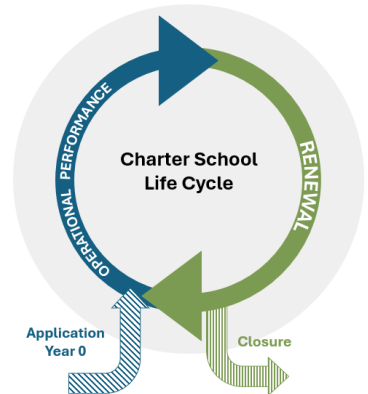 OPERATIONAL PERFORMANCE
Charter School
Life Cycle
RENEWAL
Application
Year 0
Closure